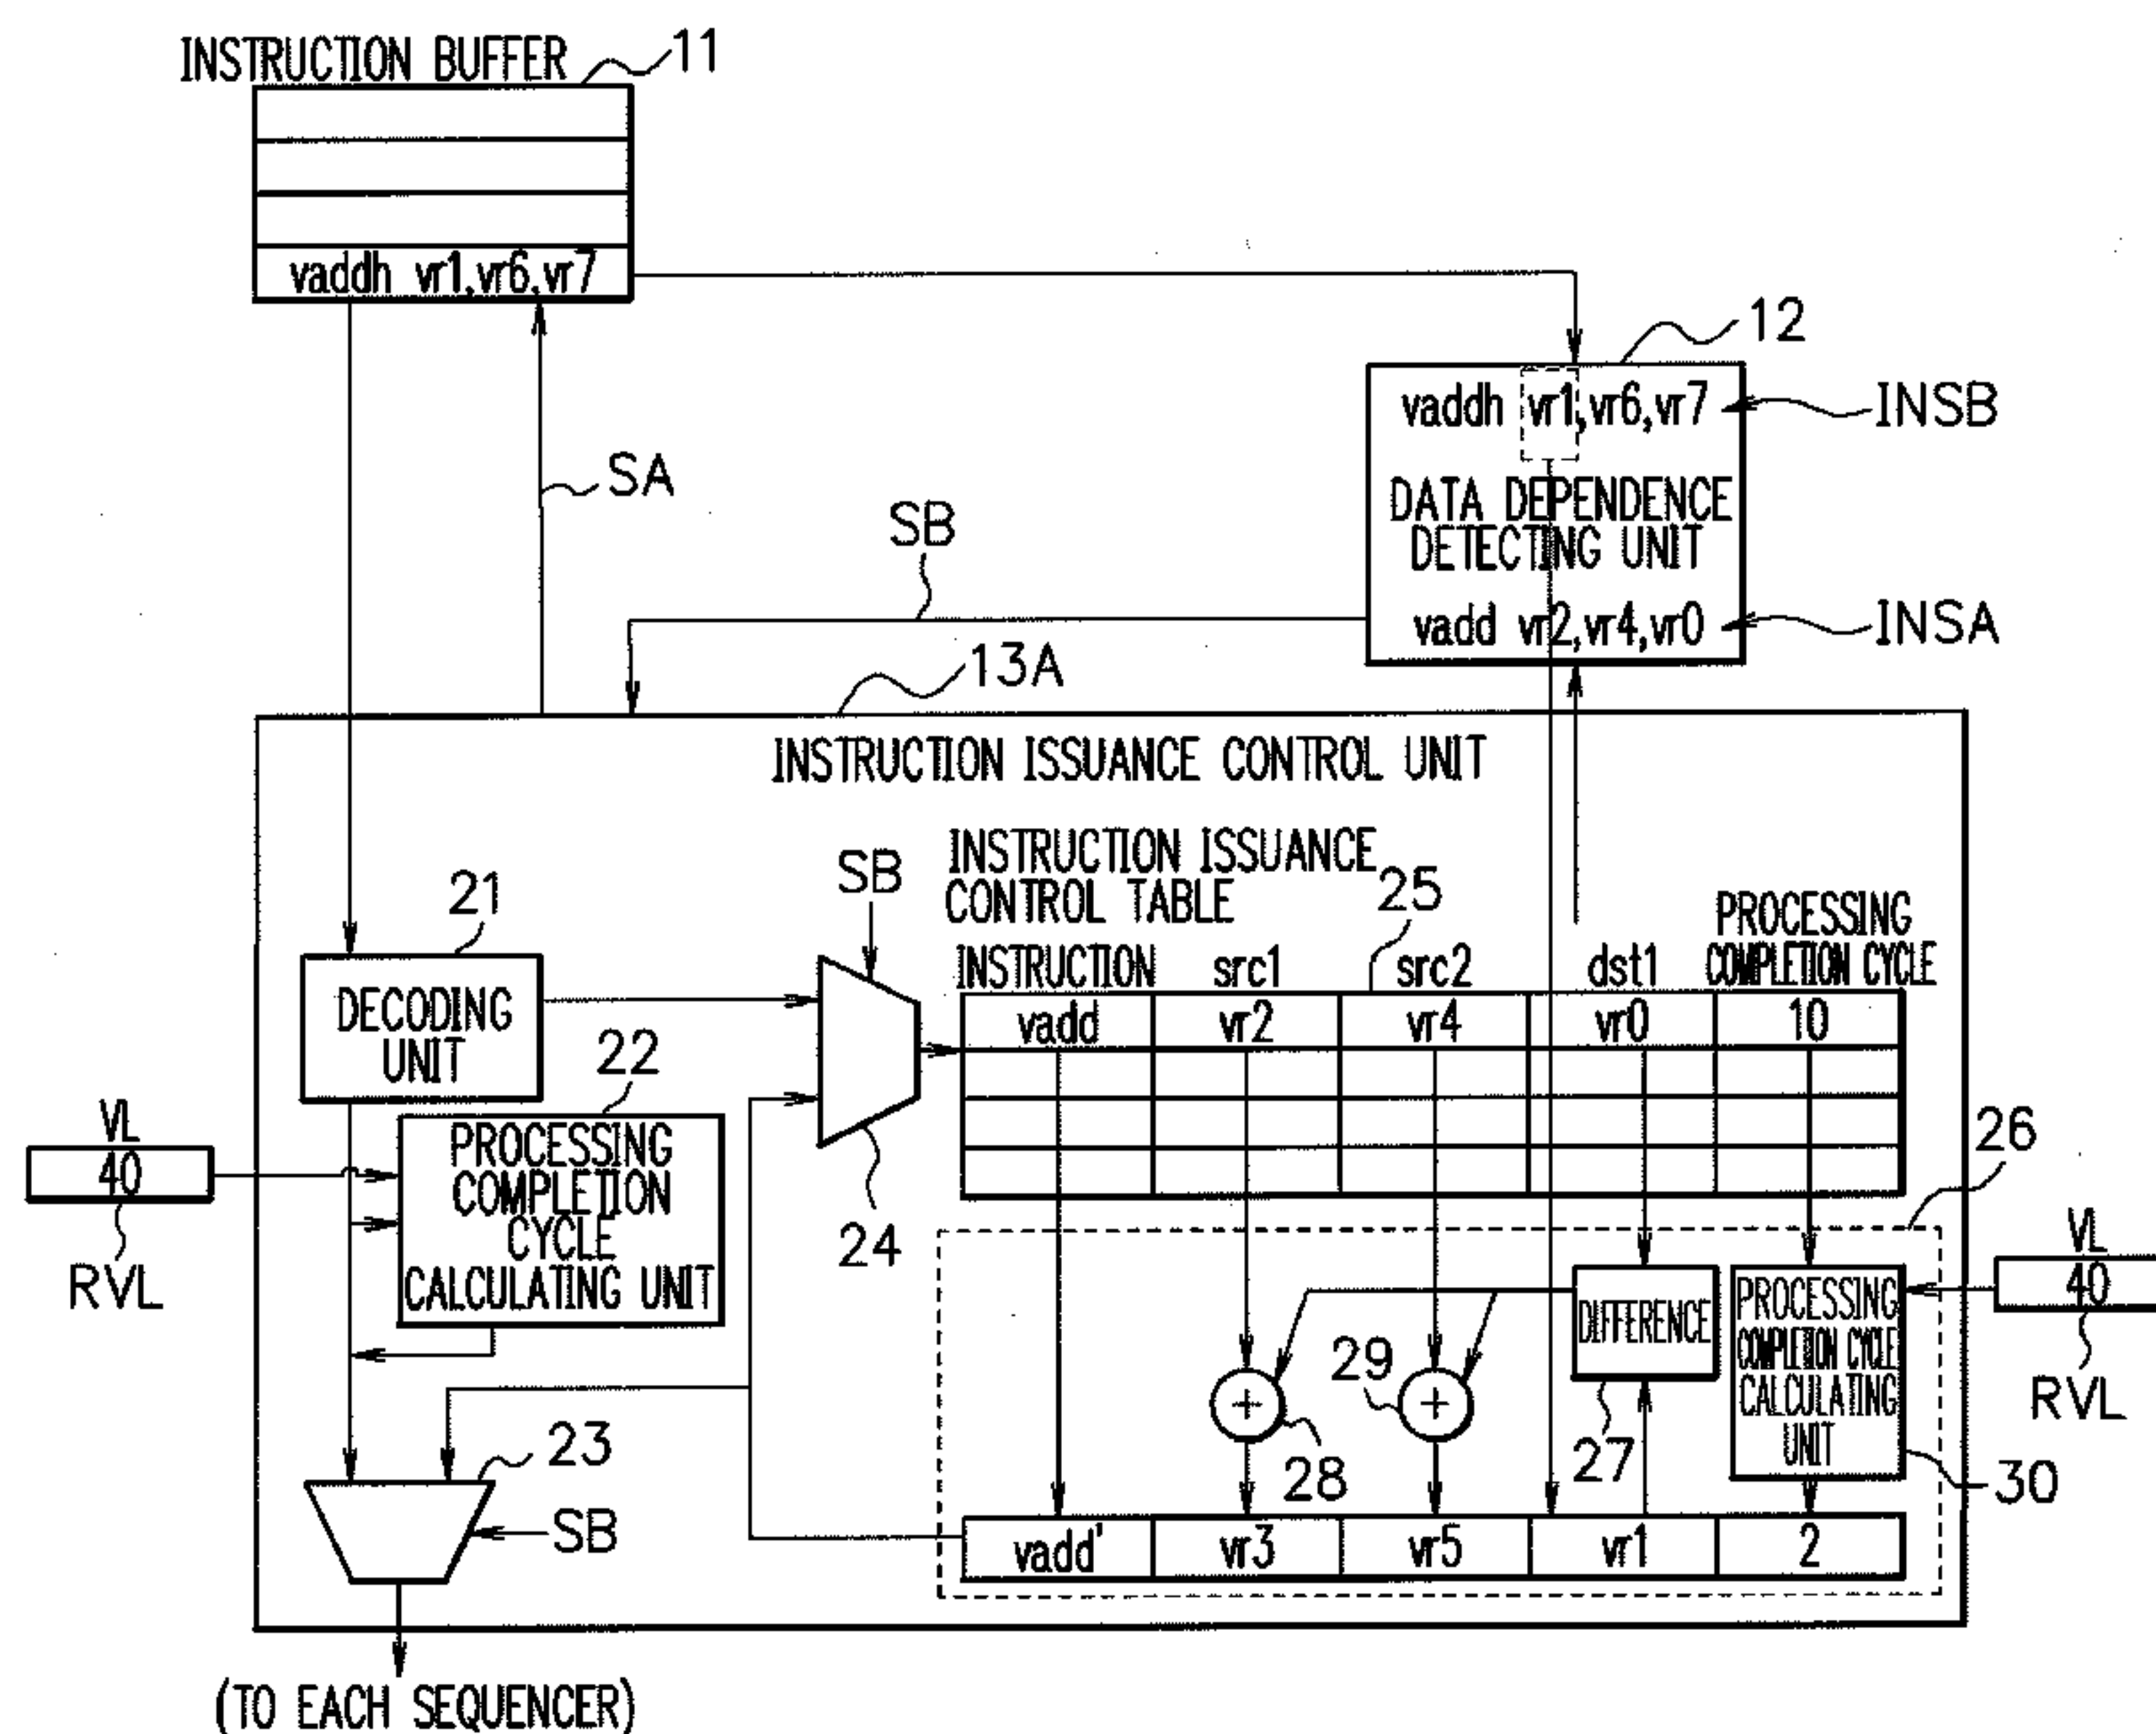 INSTRUCTION BUFFER
11
vaddh vr1,vr6,vr7
12
vaddh vr1,vr6,vr7
INSB
DATA DEPENDENCE
DETECTING UNIT
vadd vr2,vr4,vr0
INSA
SA
SB
13A
INSTRUCTION ISSUANCE CONTROL UNIT
INSTRUCTION ISSUANCE
CONTROL TABLE
25
SB
21
DECODING
UNIT
PROCESSING
COMPLETION CYCLE
INSTRUCTION src1 src2 dst1
vadd vr2 vr4 vr0 10
24
22
PROCESSING
COMPLETION
CYCLE
CALCULATING UNIT
VL
40
RVL
26
VL
40
RVL
DIFFERENCE
27
PROCESSING
COMPLETION CYCLE
CALCULATING
UNIT
30
+
28
+
29
23
SB
vadd' vr3 vr5 vr1 2
(TO EACH SEQUENCER)